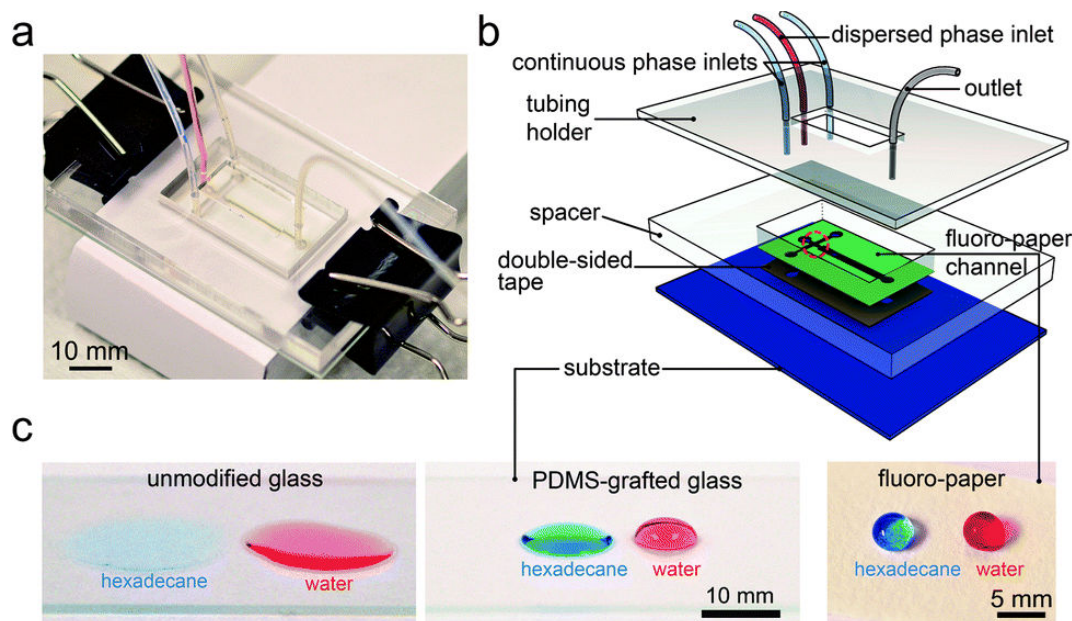 a
10 mm
b
dispersed phase inlet
continuous phase inlets
outlet
tubing
holder
spacer
fluoro-paper
channel
double-sided
tape
substrate
c
unmodified glass
hexadecane
water
PDMS-grafted glass
hexadecane
water
10 mm
fluoro-paper
hexadecane
water
5 mm